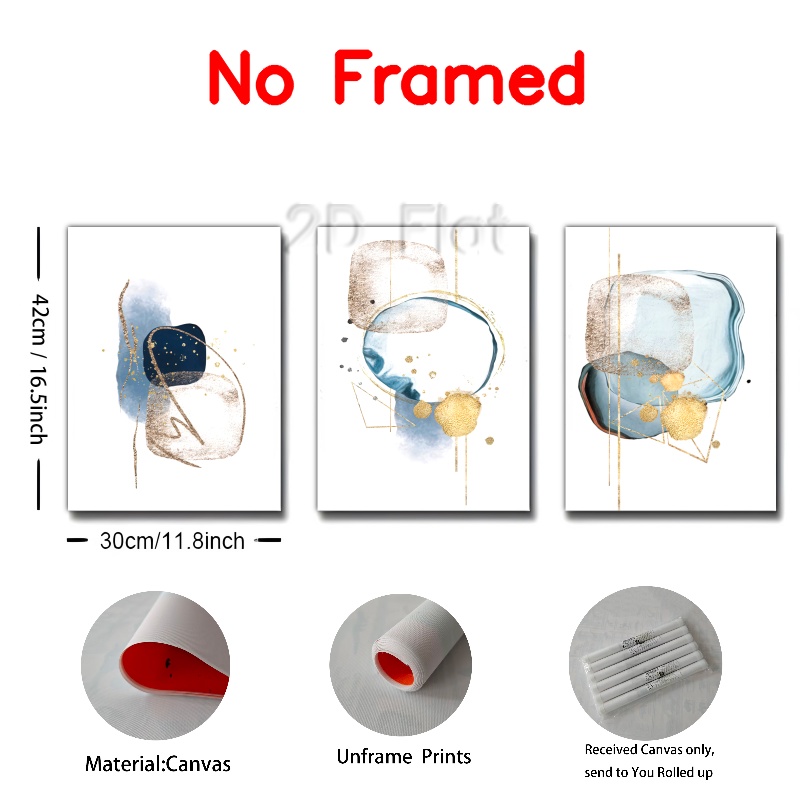 No Framed
2D Flat
42cm / 16.5inch
30cm/11.8inch
Material:Canvas
Unframe Prints
Received Canvas only,
send to You Rolled up